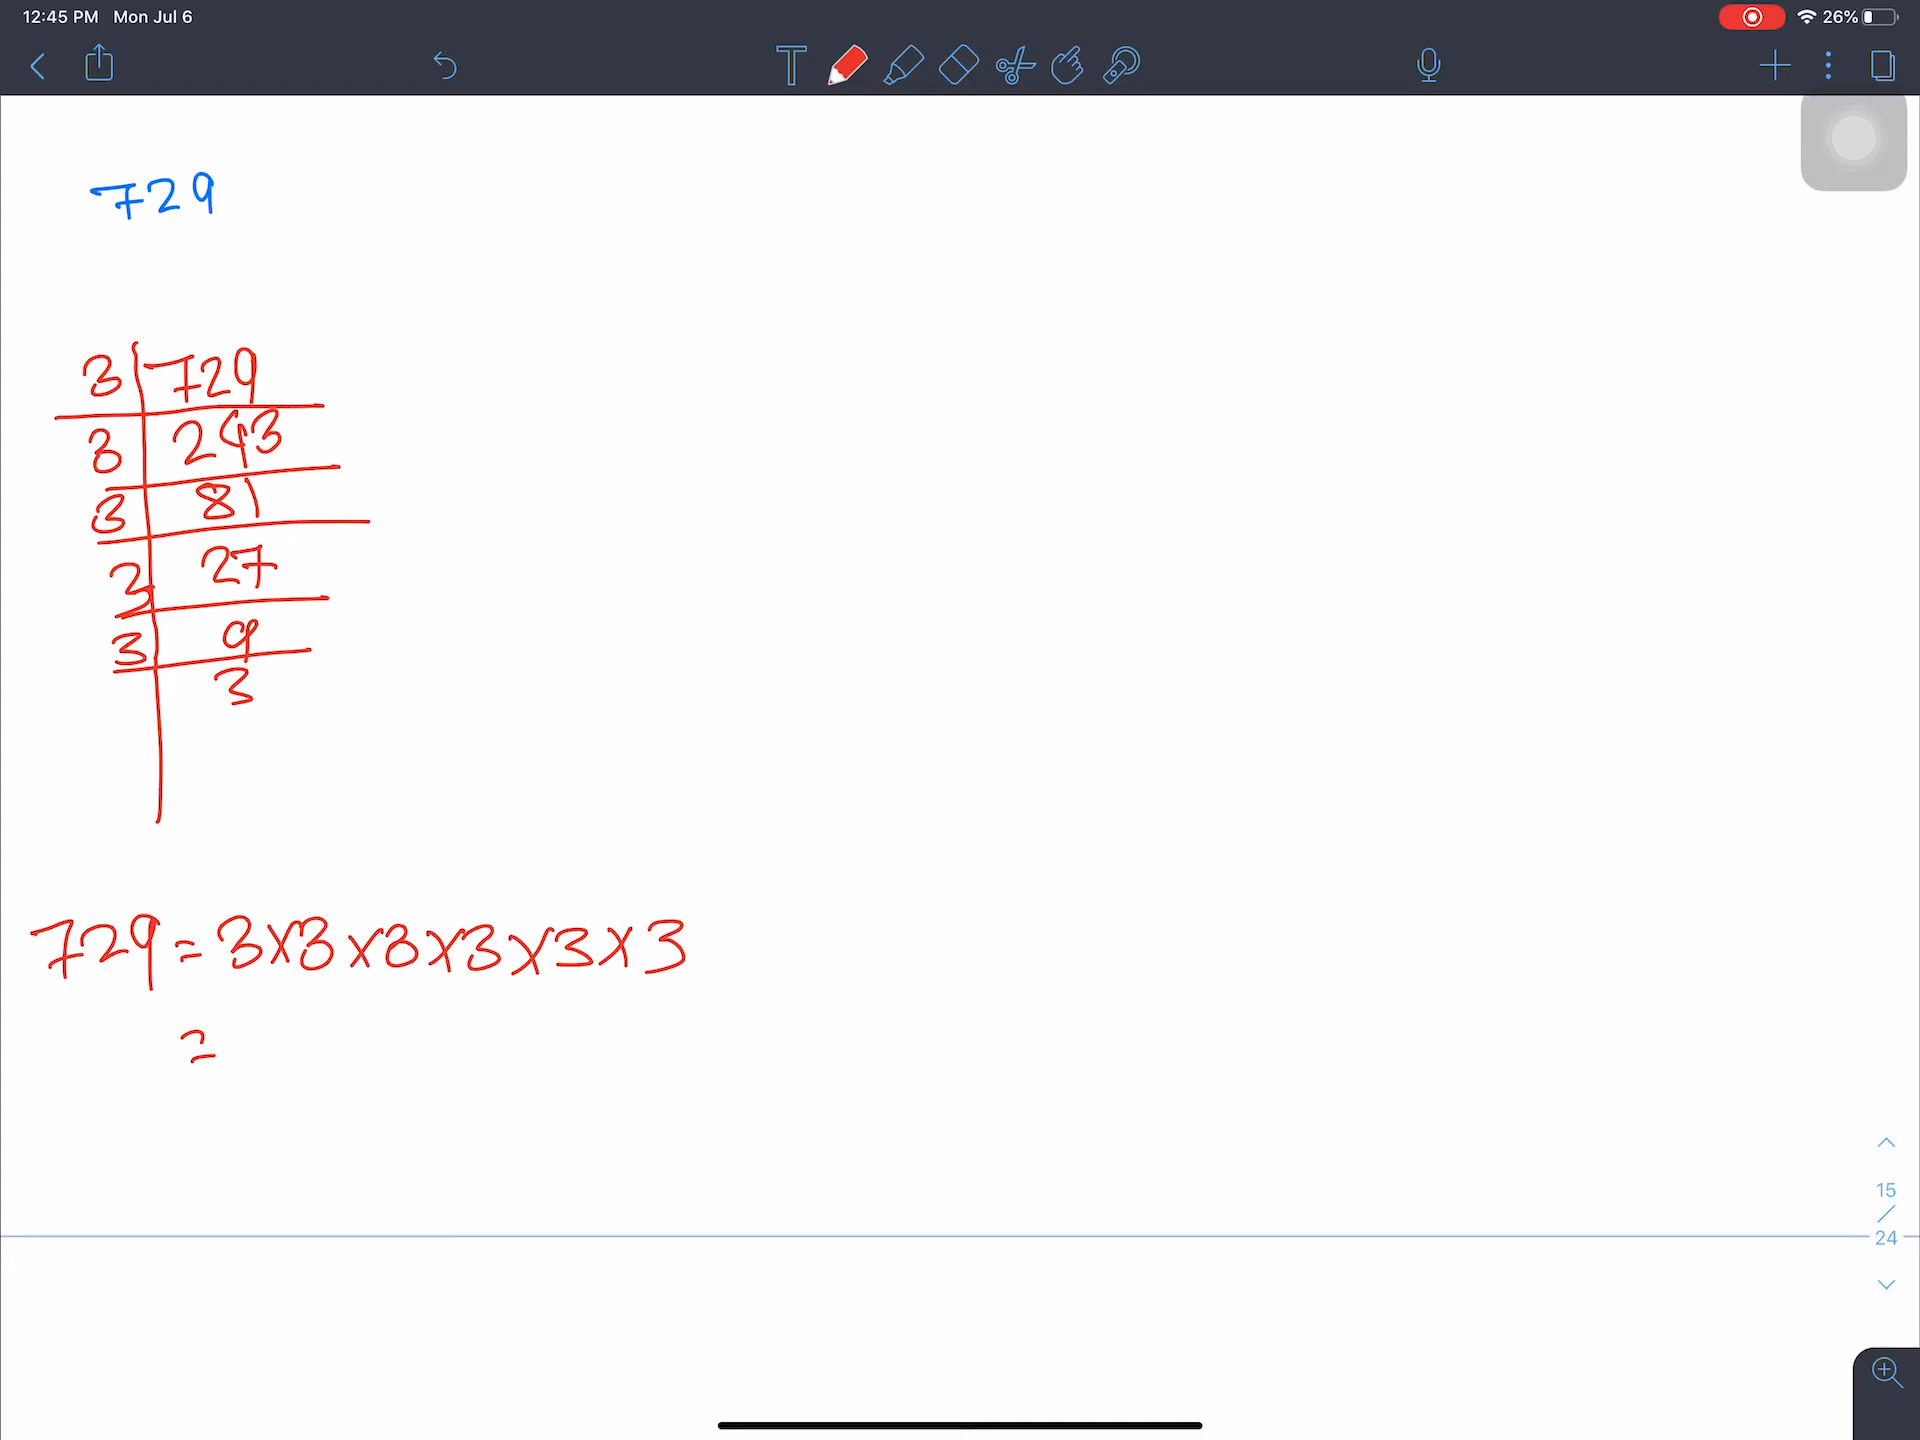 12:45 PM Mon Jul 6
26%
T
729
3 | 729
3 | 243
3 | 81
3 | 27
3 | 9
3
729 = 3 x 3 x 3 x 3 x 3 x 3
=
15
/
24